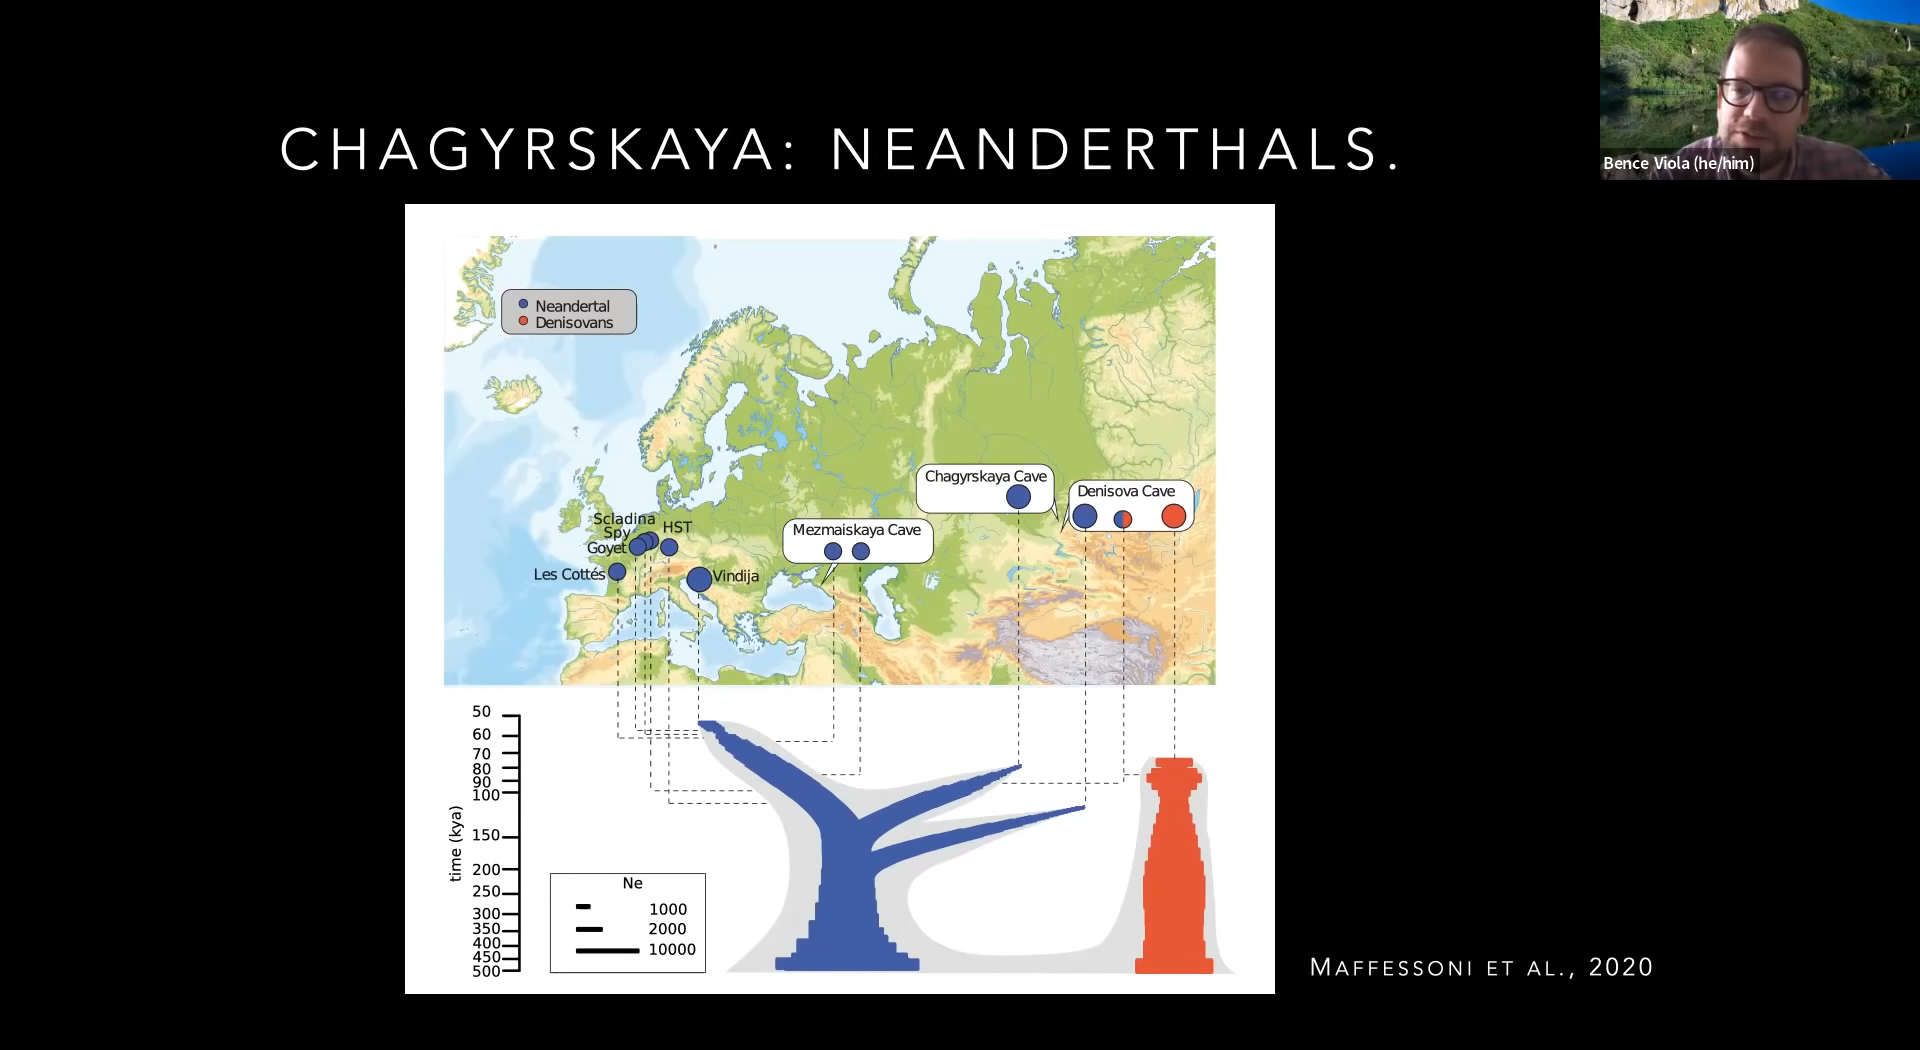 CHAGYRSKAYA: NEANDERTHALS.
Bence Viola (he/him)
Neandertal
Denisovans
Chagyrskaya Cave
Denisova Cave
Scladina
Spy
HST
Goyet
Mezmaiskaya Cave
Les Cottés
Vindija
50
60
70
80
90
100
150
200
250
300
350
400
450
500
time (kya)
Ne
1000
2000
10000
MAFFESSONI ET AL., 2020